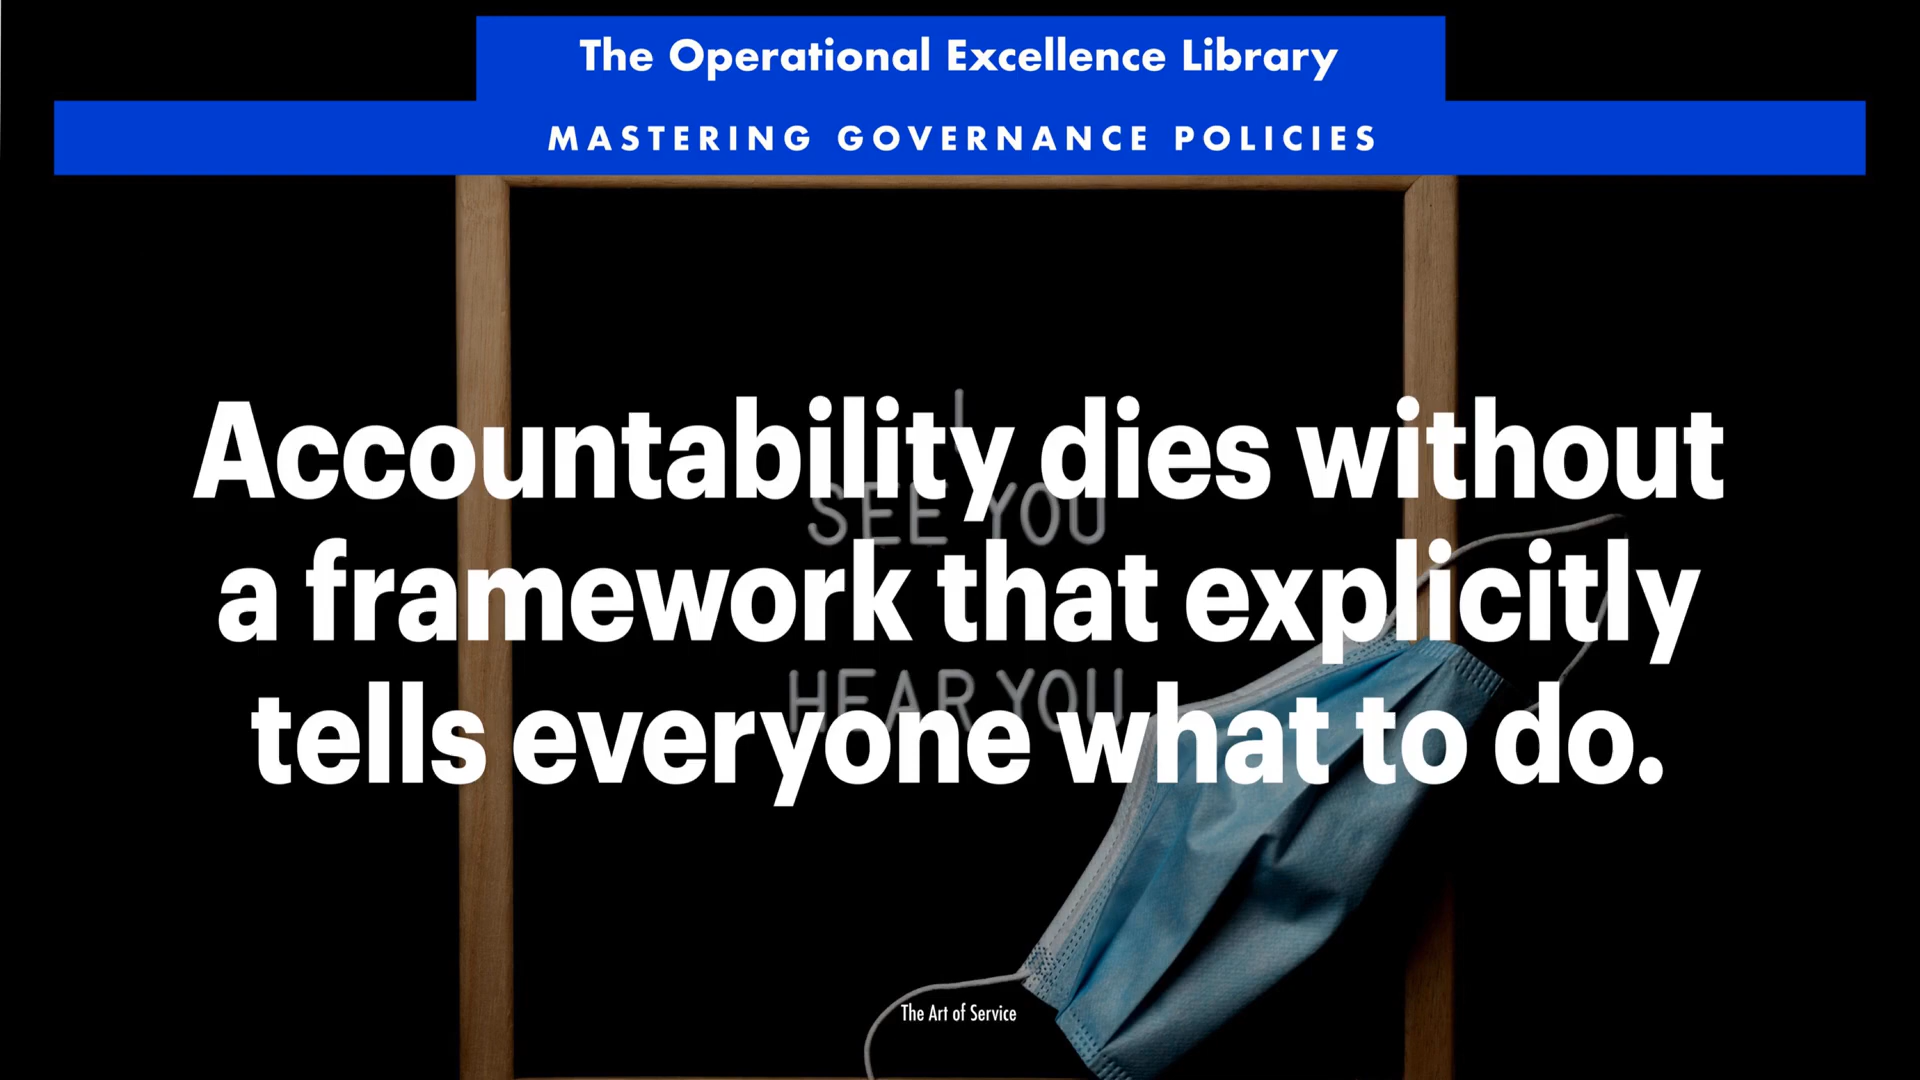 The Operational Excellence Library
MASTERING GOVERNANCE POLICIES
I
Accountability dies without
SEE YOU
a framework that explicitly
HEAR YOU
tells everyone what to do.
The Art of Service